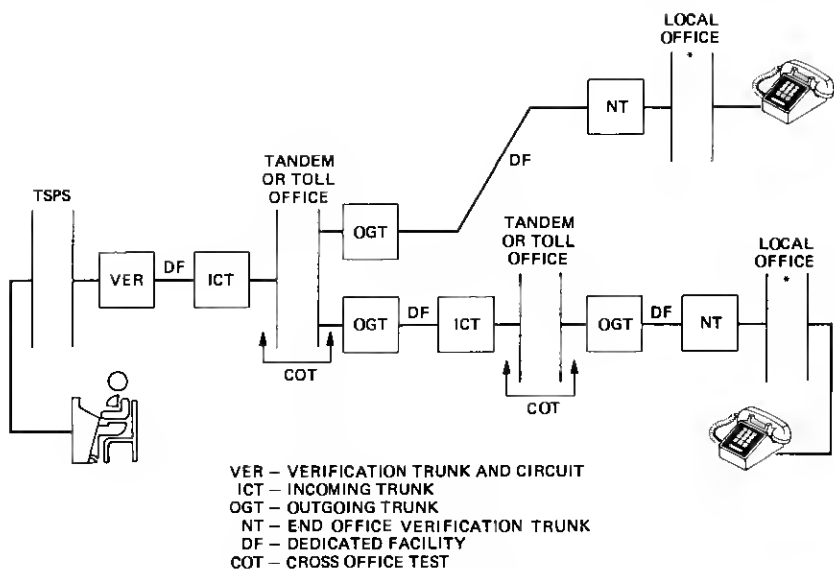 LOCAL
OFFICE
*
NT
DF
TANDEM
OR TOLL
OFFICE
TSPS
OGT
TANDEM
OR TOLL
OFFICE
LOCAL
OFFICE
*
VER
DF
ICT
OGT
DF
ICT
OGT
DF
NT
COT
COT
VER – VERIFICATION TRUNK AND CIRCUIT
ICT – INCOMING TRUNK
OGT – OUTGOING TRUNK
NT – END OFFICE VERIFICATION TRUNK
DF – DEDICATED FACILITY
COT – CROSS OFFICE TEST